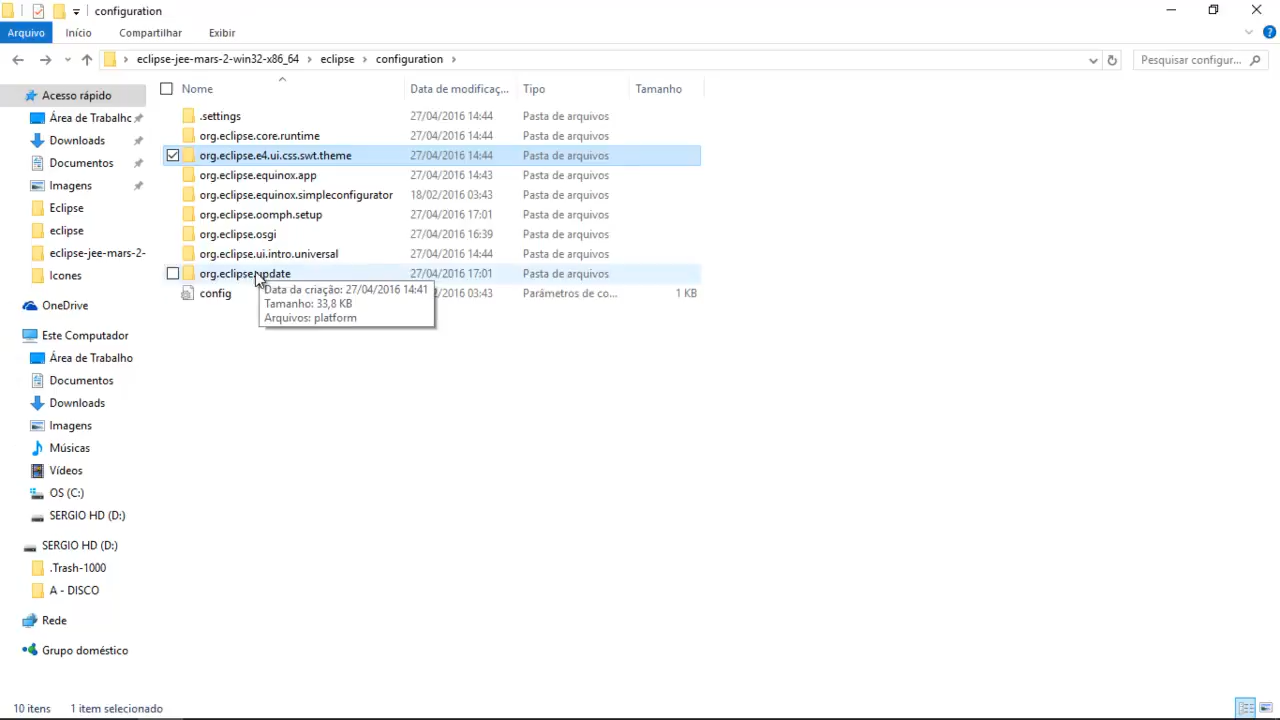 configuration
Arquivo Início Compartilhar Exibir
eclipse-jee-mars-2-win32-x86_64 eclipse configuration Pesquisar configur...
Nome Data de modificaç... Tipo Tamanho
.settings 27/04/2016 14:44 Pasta de arquivos
org.eclipse.core.runtime 27/04/2016 14:44 Pasta de arquivos
org.eclipse.e4.ui.css.swt.theme 27/04/2016 14:44 Pasta de arquivos
org.eclipse.equinox.app 27/04/2016 14:43 Pasta de arquivos
org.eclipse.equinox.simpleconfigurator 18/02/2016 03:43 Pasta de arquivos
org.eclipse.oomph.setup 27/04/2016 17:01 Pasta de arquivos
org.eclipse.osgi 27/04/2016 16:39 Pasta de arquivos
org.eclipse.ui.intro.universal 27/04/2016 14:44 Pasta de arquivos
org.eclipse.update 27/04/2016 17:01 Pasta de arquivos
config /2016 03:43 Parâmetros de co... 1 KB
Data da criação: 27/04/2016 14:41
Tamanho: 33,8 KB
Arquivos: platform
Acesso rápido
Área de Trabalho
Downloads
Documentos
Imagens
Eclipse
eclipse
eclipse-jee-mars-2-
Icones
OneDrive
Este Computador
Área de Trabalho
Documentos
Downloads
Imagens
Músicas
Vídeos
OS (C:)
SERGIO HD (D:)
SERGIO HD (D:)
.Trash-1000
A - DISCO
Rede
Grupo doméstico
10 itens 1 item selecionado